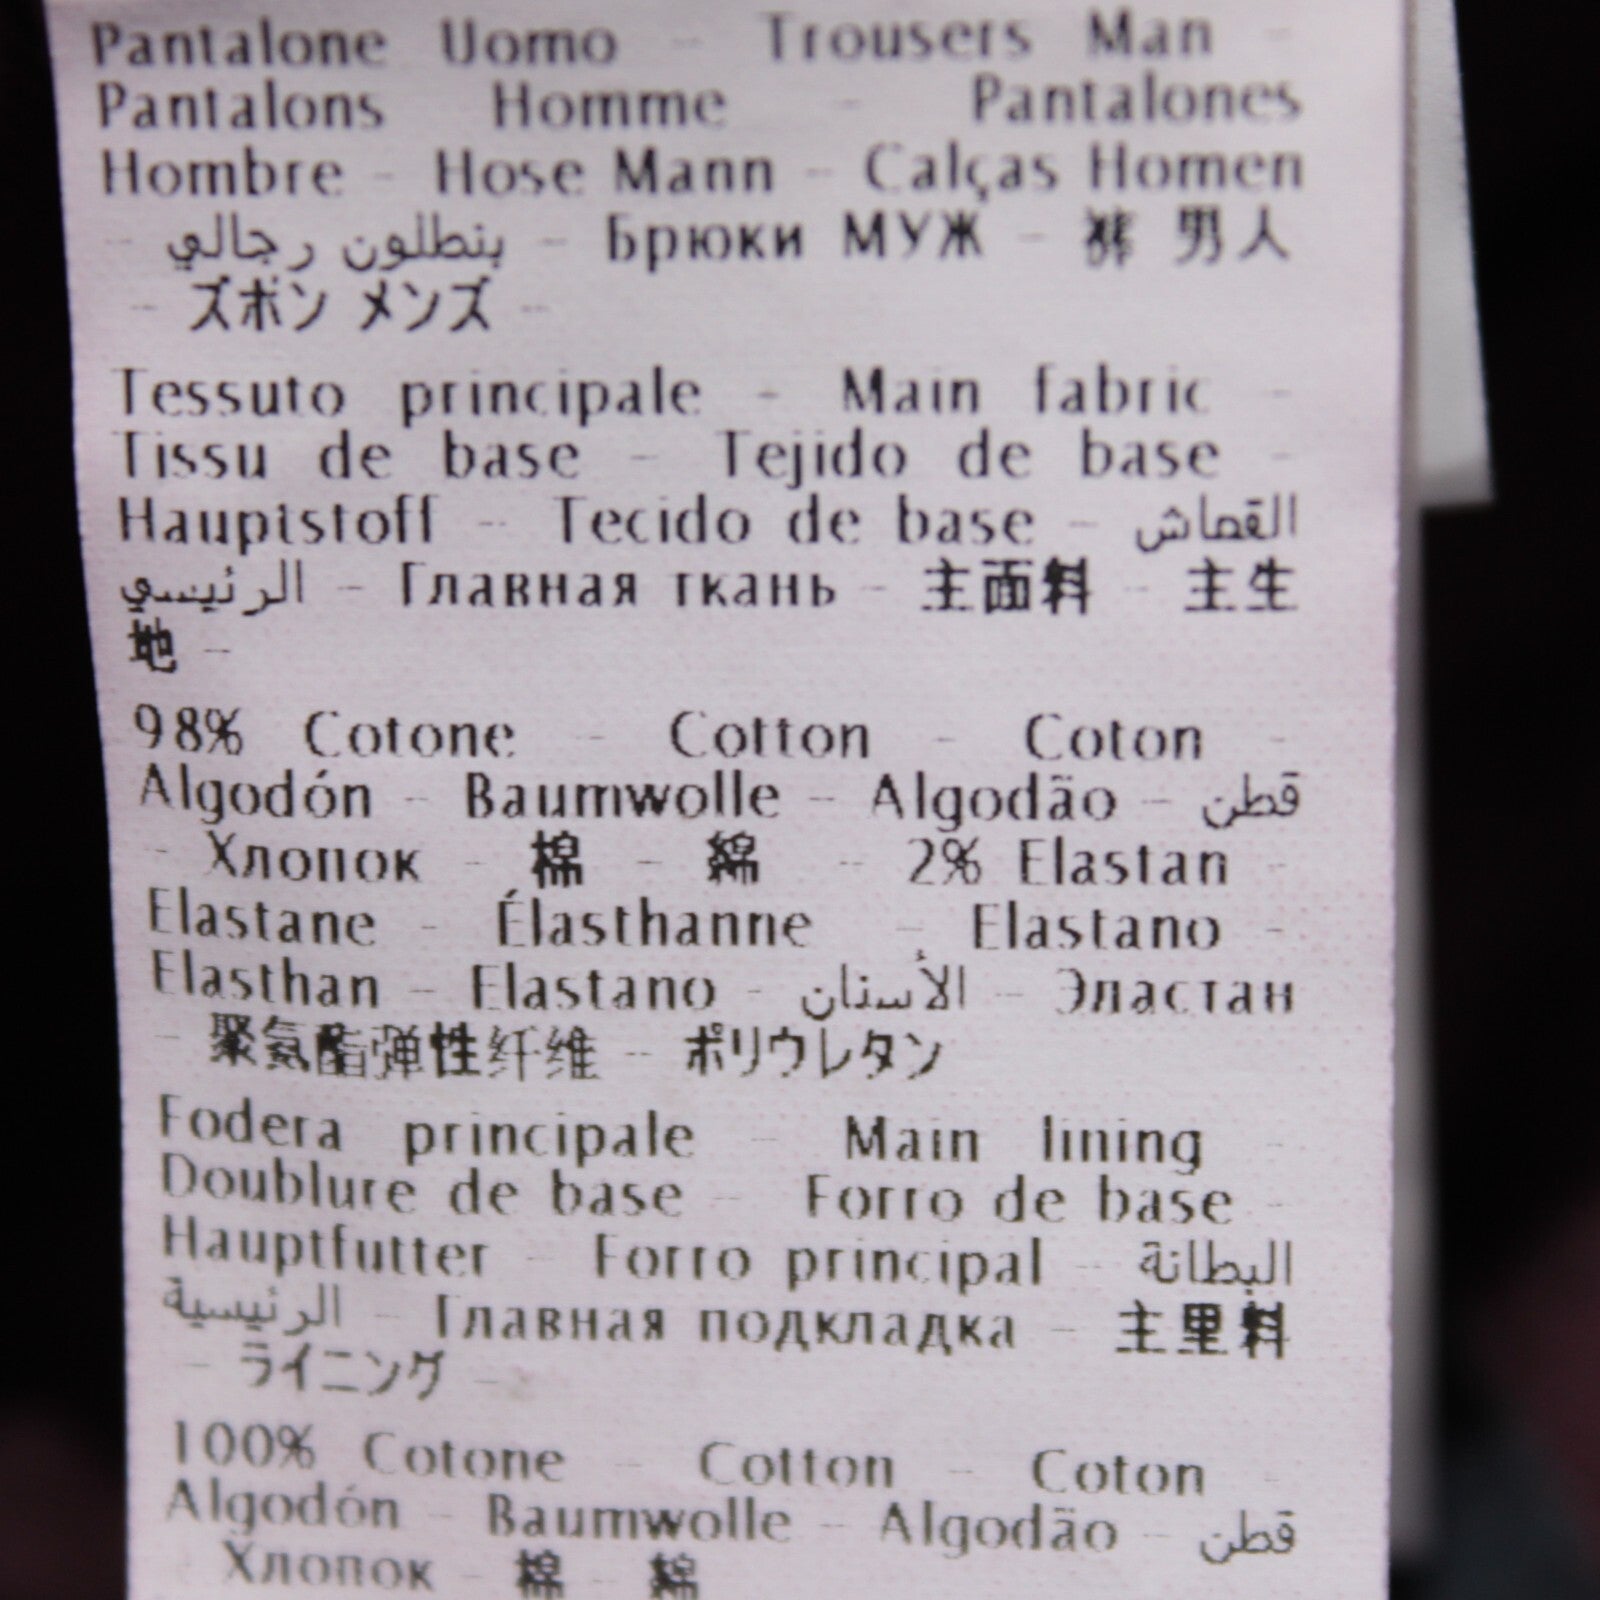 Pantalone Uomo - Trousers Man -
Pantalons Homme - Pantalones
Hombre - Hose Mann - Calças Homen
- بنطلون رجالي - Брюки МУЖ - 裤 男人
- ズボン メンズ -
Tessuto principale - Main fabric -
Tissu de base - Tejido de base -
Hauptstoff - Tecido de base - القماش
الرئيسي - Главная ткань - 主面料 - 主生
地 -
98% Cotone - Cotton - Coton -
Algodón - Baumwolle - Algodão - قطن
- Хлопок - 棉 - 綿 - 2% Elastan -
Elastane - Élasthanne - Elastano -
Elasthan - Elastano - الأستان - Эластан
- 聚氨酯弹性纤维 - ポリウレタン
Fodera principale - Main lining -
Doublure de base - Forro de base -
Hauptfutter - Forro principal - البطانة
الرئيسية - Главная подкладка - 主里料
- ライニング -
100% Cotone - Cotton - Coton -
Algodón - Baumwolle - Algodão - قطن
Хлопок - 棉 - 綿